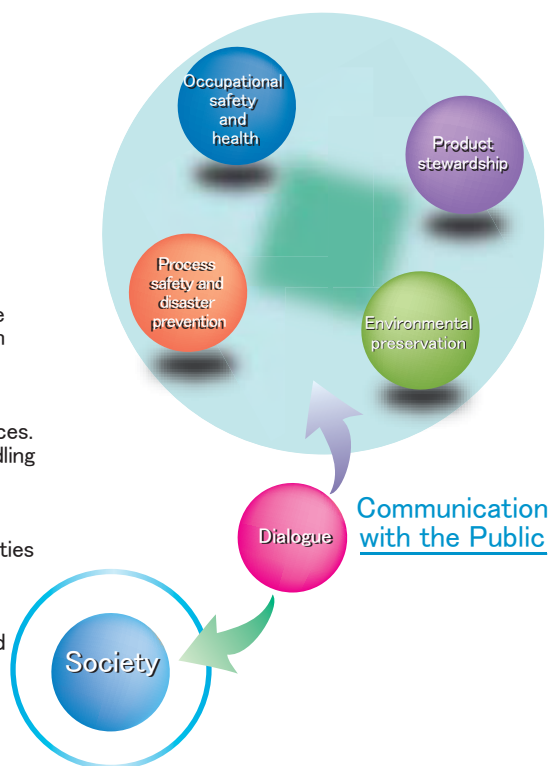 Occupational
safety
and
health
Product
stewardship
Process
safety and
disaster
prevention
Environmental
preservation
Dialogue
Communication
with the Public
Society